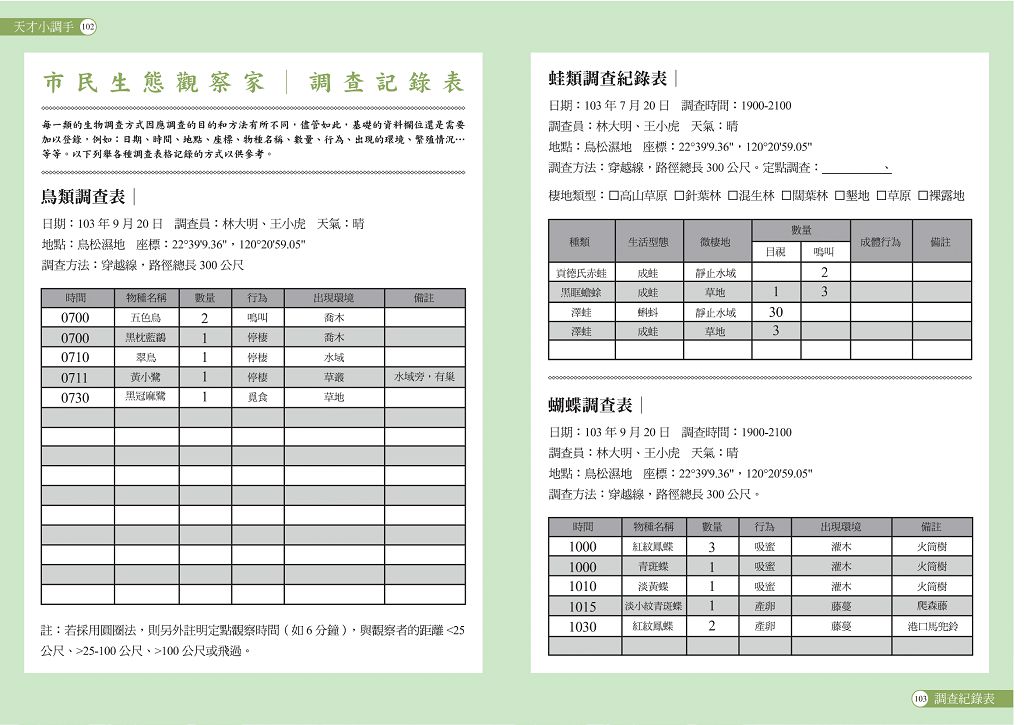 天才小調手 102
市民生態觀察家｜調查記錄表
每一類的生物調查方式因應調查的目的和方法有所不同，儘管如此，基礎的資料欄位還是需要
加以登錄，例如：日期、時間、地點、座標、物種名稱、數量、行為、出現的環境、繁殖情況…
等等。以下列舉各種調查表格記錄的方式以供參考。
鳥類調查表｜
日期：103 年 9 月 20 日　調查員：林大明、王小虎　天氣：晴
地點：鳥松濕地　座標：22°39'9.36"，120°20'59.05"
調查方法：穿越線，路徑總長 300 公尺
時間 物種名稱 數量 行為 出現環境 備註
0700 五色鳥 2 鳴叫 喬木
0700 黑枕藍鶲 1 停棲 喬木
0710 翠鳥 1 停棲 水域
0711 黃小鷺 1 停棲 草叢 水域旁，有巢
0730 黑冠麻鷺 1 覓食 草地
註：若採用圓圈法，則另外註明定點觀察時間（如 6 分鐘），與觀察者的距離 <25
公尺、>25-100 公尺、>100 公尺或飛過。
蛙類調查紀錄表｜
日期：103 年 7 月 20 日　調查時間：1900-2100
調查員：林大明、王小虎　天氣：晴
地點：鳥松濕地　座標：22°39'9.36"，120°20'59.05"
調查方法：穿越線，路徑總長 300 公尺。定點調查：＿＿＿＿、
棲地類型：□高山草原 □針葉林 □混生林 □闊葉林 □墾地 □草原 □裸露地
種類 生活型態 微棲地 數量 成體行為 備註
目視 鳴叫
貢德氏赤蛙 成蛙 靜止水域 2
黑眶蟾蜍 成蛙 草地 1 3
澤蛙 蝌蚪 靜止水域 30
澤蛙 成蛙 草地 3
蝴蝶調查表｜
日期：103 年 9 月 20 日　調查時間：1900-2100
調查員：林大明、王小虎　天氣：晴
地點：鳥松濕地　座標：22°39'9.36"，120°20'59.05"
調查方法：穿越線，路徑總長 300 公尺。
時間 物種名稱 數量 行為 出現環境 備註
1000 紅紋鳳蝶 3 吸蜜 灌木 火筒樹
1000 青斑蝶 1 吸蜜 灌木 火筒樹
1010 淡黃蝶 1 吸蜜 灌木 火筒樹
1015 淡小紋青斑蝶 1 產卵 藤蔓 爬森藤
1030 紅紋鳳蝶 2 產卵 藤蔓 港口馬兜鈴
103 調查紀錄表